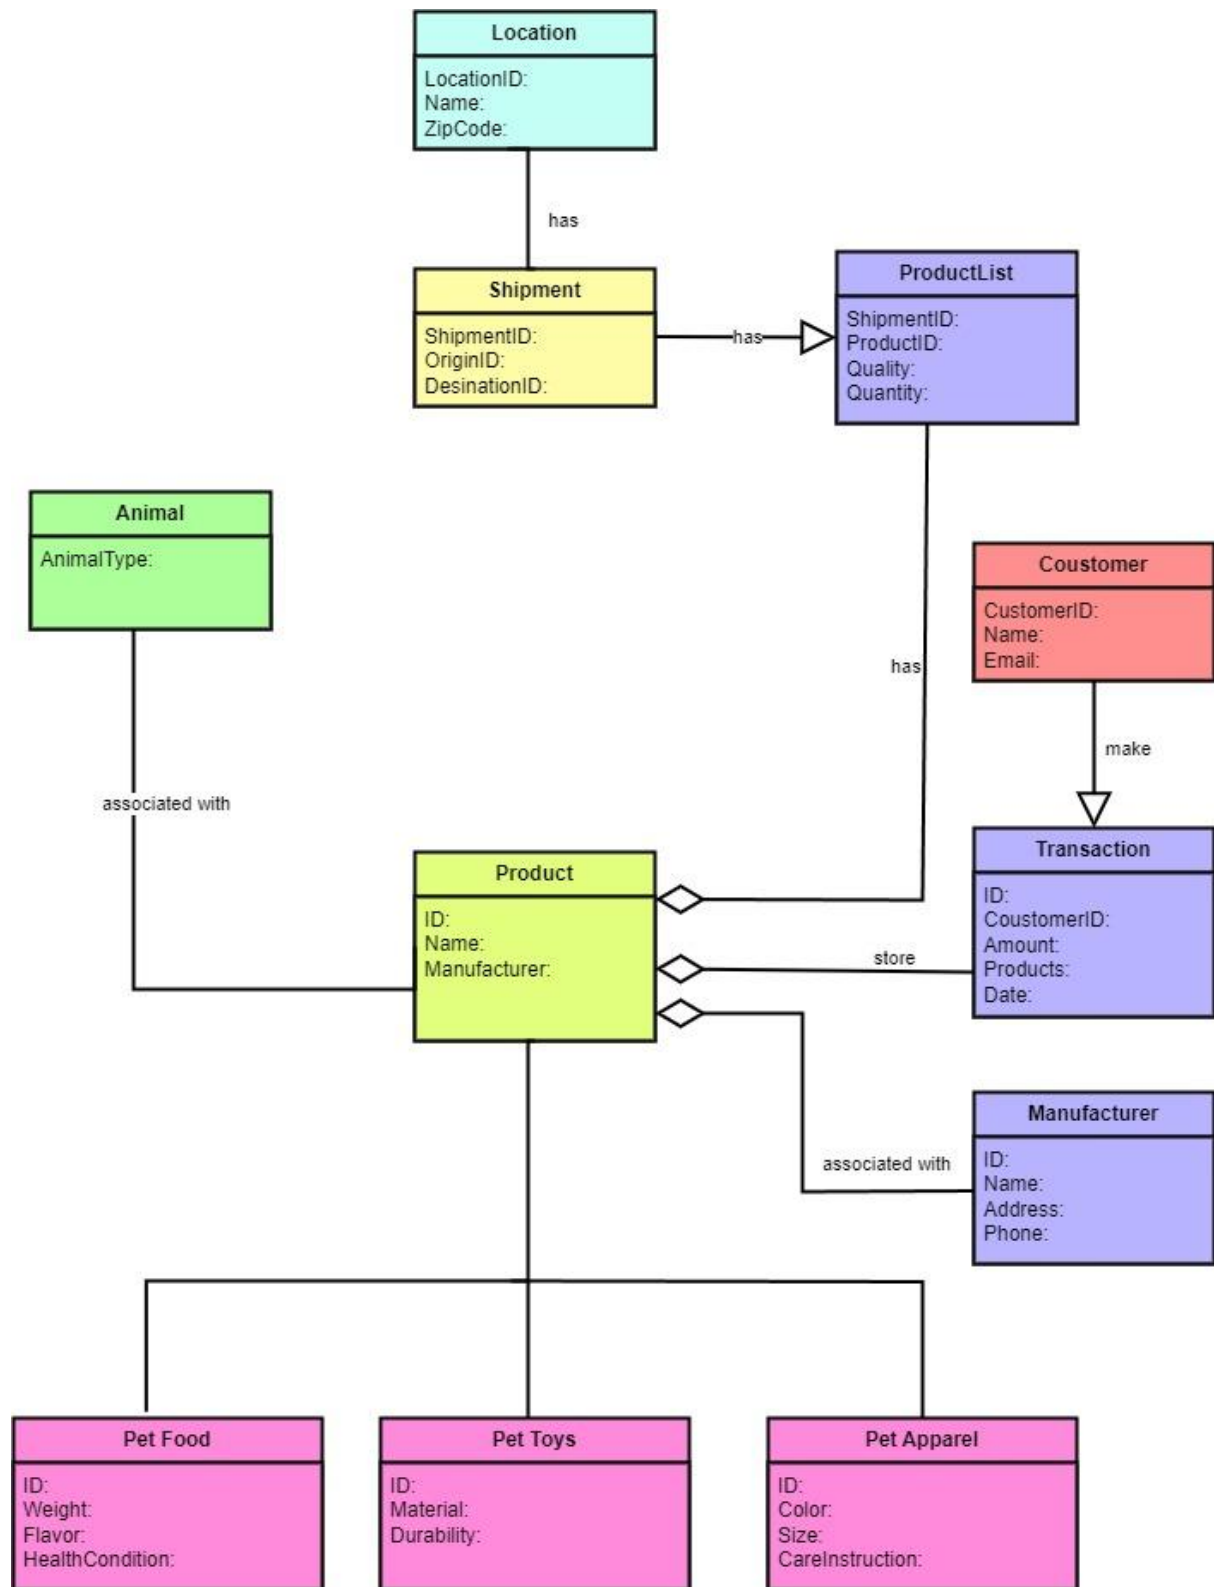 Location
LocationID:
Name:
ZipCode:
has
Shipment
ShipmentID:
OriginID:
DesinationID:
has
ProductList
ShipmentID:
ProductID:
Quality:
Quantity:
Animal
AnimalType:
Coustomer
CustomerID:
Name:
Email:
has
make
associated with
Product
ID:
Name:
Manufacturer:
store
Transaction
ID:
CoustomerID:
Amount:
Products:
Date:
associated with
Manufacturer
ID:
Name:
Address:
Phone:
Pet Food
ID:
Weight:
Flavor:
HealthCondition:
Pet Toys
ID:
Material:
Durability:
Pet Apparel
ID:
Color:
Size:
CareInstruction: